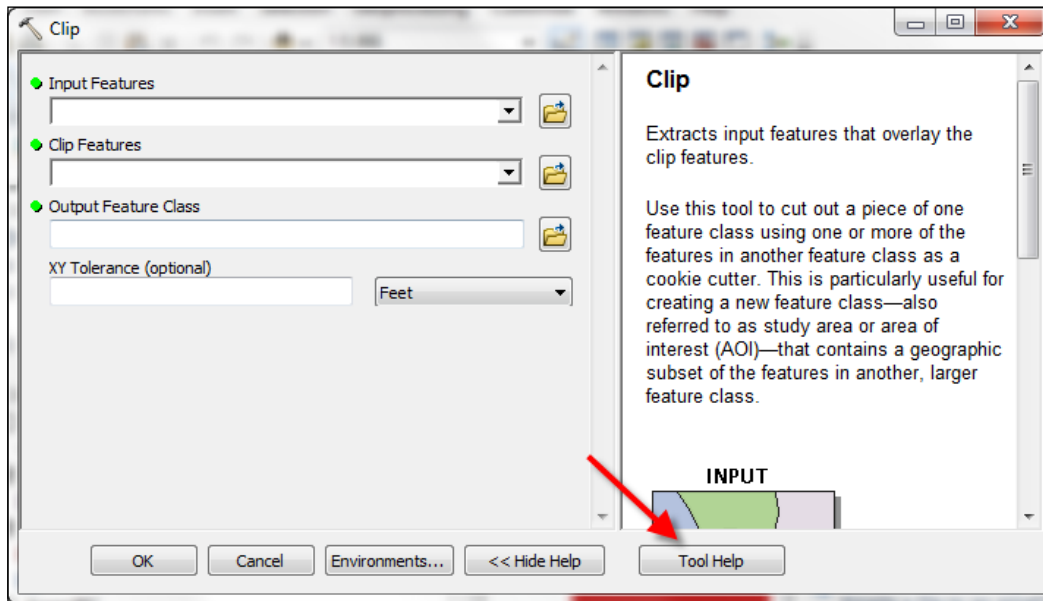 Clip
Input Features
Clip Features
Output Feature Class
XY Tolerance (optional)
Feet
Clip
Extracts input features that overlay the
clip features.
Use this tool to cut out a piece of one
feature class using one or more of the
features in another feature class as a
cookie cutter. This is particularly useful for
creating a new feature class—also
referred to as study area or area of
interest (AOI)—that contains a geographic
subset of the features in another, larger
feature class.
INPUT
OK
Cancel
Environments...
<< Hide Help
Tool Help